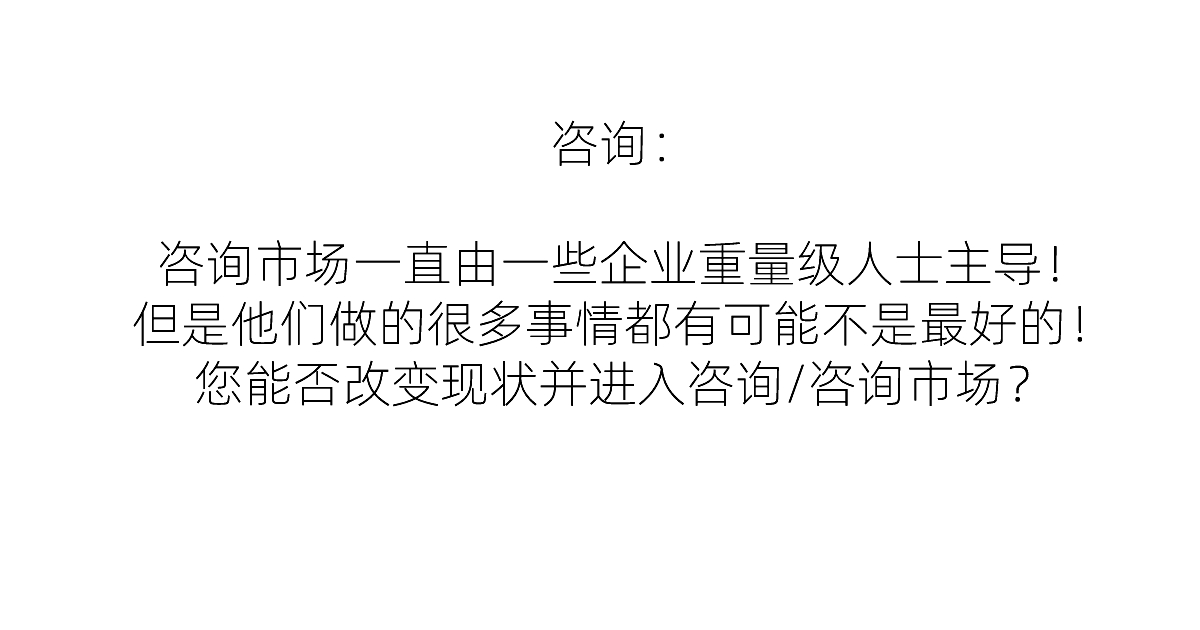 咨询：
咨询市场一直由一些企业重量级人士主导！
但是他们做的很多事情都有可能不是最好的！
您能否改变现状并进入咨询/咨询市场？